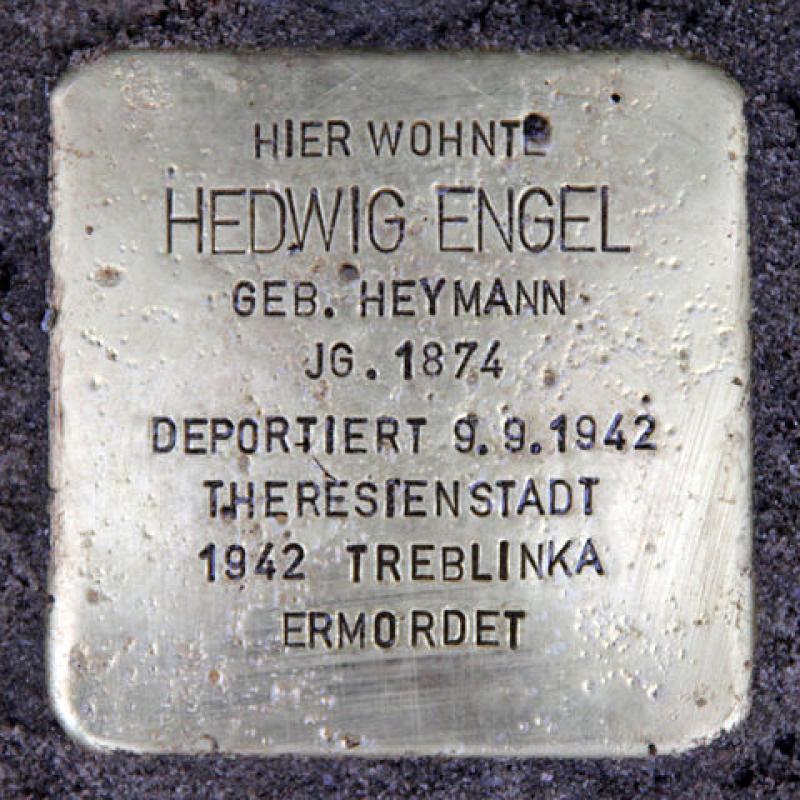 HIER WOHNTE
HEDWIG ENGEL
GEB. HEYMANN
JG. 1874
DEPORTIERT 9.9.1942
THERESIENSTADT
1942 TREBLINKA
ERMORDET